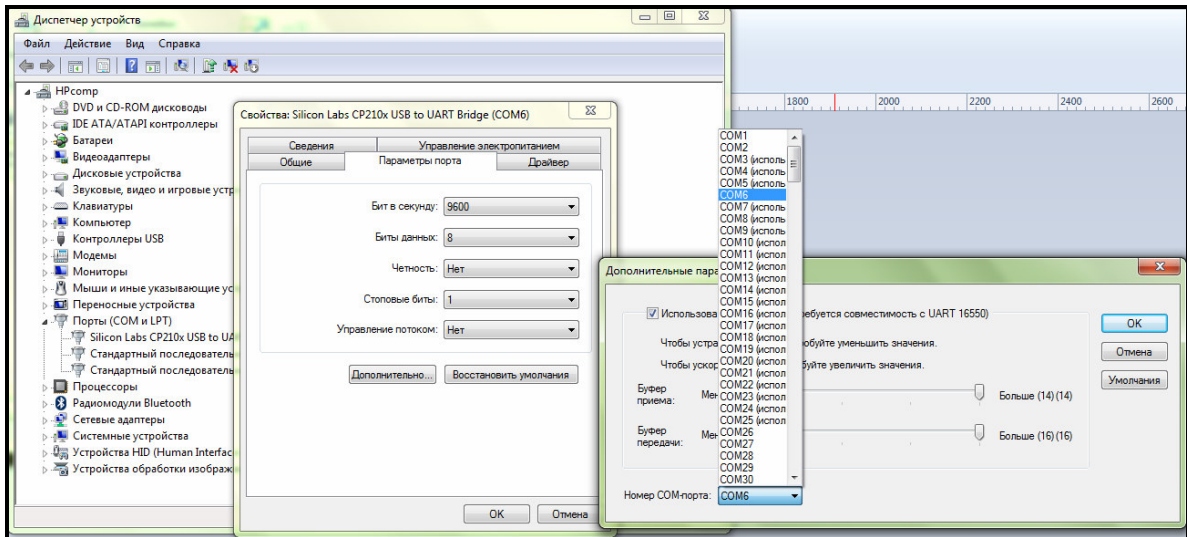 Диспетчер устройств
Файл Действие Вид Справка
HPcomp
DVD и CD-ROM дисководы
IDE ATA/ATAPI контроллеры
Батареи
Видеоадаптеры
Дисковые устройства
Звуковые, видео и игровые устр
Клавиатуры
Компьютер
Контроллеры USB
Модемы
Мониторы
Мыши и иные указывающие ус
Переносные устройства
Порты (COM и LPT)
Silicon Labs CP210x USB to UA
Стандартный последователь
Стандартный последователь
Процессоры
Радиомодули Bluetooth
Сетевые адаптеры
Системные устройства
Устройства HID (Human Interfac
Устройства обработки изображ
Свойства: Silicon Labs CP210x USB to UART Bridge (COM6)
Сведения Управление электропитанием
Общие Параметры порта Драйвер
Бит в секунду: 9600
Биты данных: 8
Четность: Нет
Стоповые биты: 1
Управление потоком: Нет
Дополнительно... Восстановить умолчания
OK Отмена
1800 2000 2200 2400 2600
COM1
COM2
COM3 (исполь
COM4 (исполь
COM5 (исполь
COM6
COM7 (исполь
COM8 (исполь
COM9 (исполь
COM10 (испол
COM11 (испол
COM12 (испол
COM13 (испол
COM14 (испол
COM15 (испол
COM16 (испол
COM17 (испол
COM18 (испол
COM19 (испол
COM20 (испол
COM21 (испол
COM22 (испол
COM23 (испол
COM24 (испол
COM25 (испол
COM26
COM27
COM28
COM29
COM30
Дополнительные пара
Использова ребуется совместимость с UART 16550)
Чтобы устра робуйте уменьшить значения.
Чтобы ускор буйте увеличить значения.
Буфер приема: Мен Больше (14) (14)
Буфер передачи: Мен Больше (16) (16)
Номер COM-порта: COM6
OK
Отмена
Умолчания